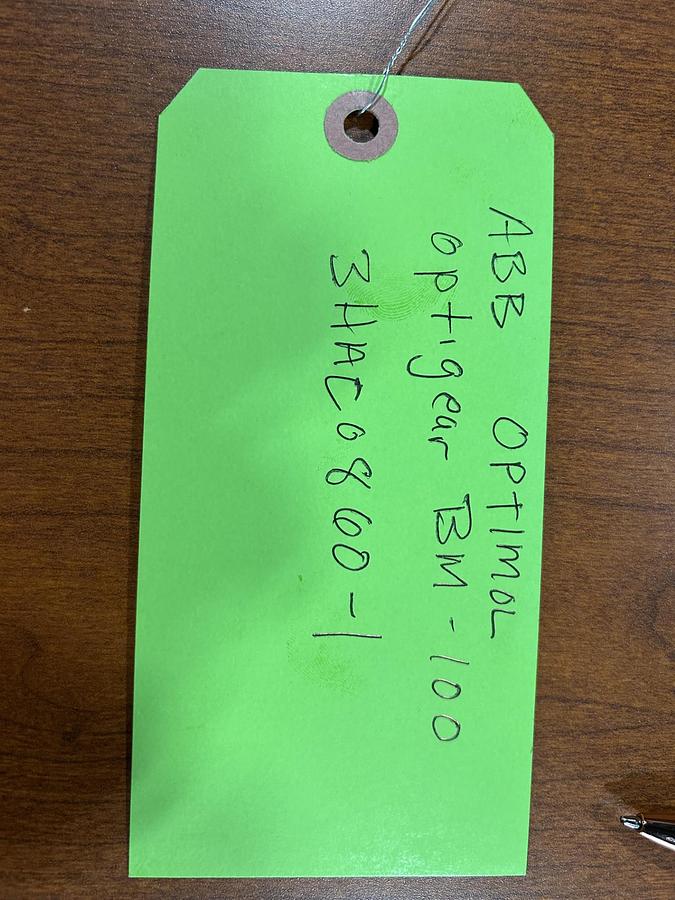 ABB OPTIMOL
optigear BM-100
3HAC0860-1